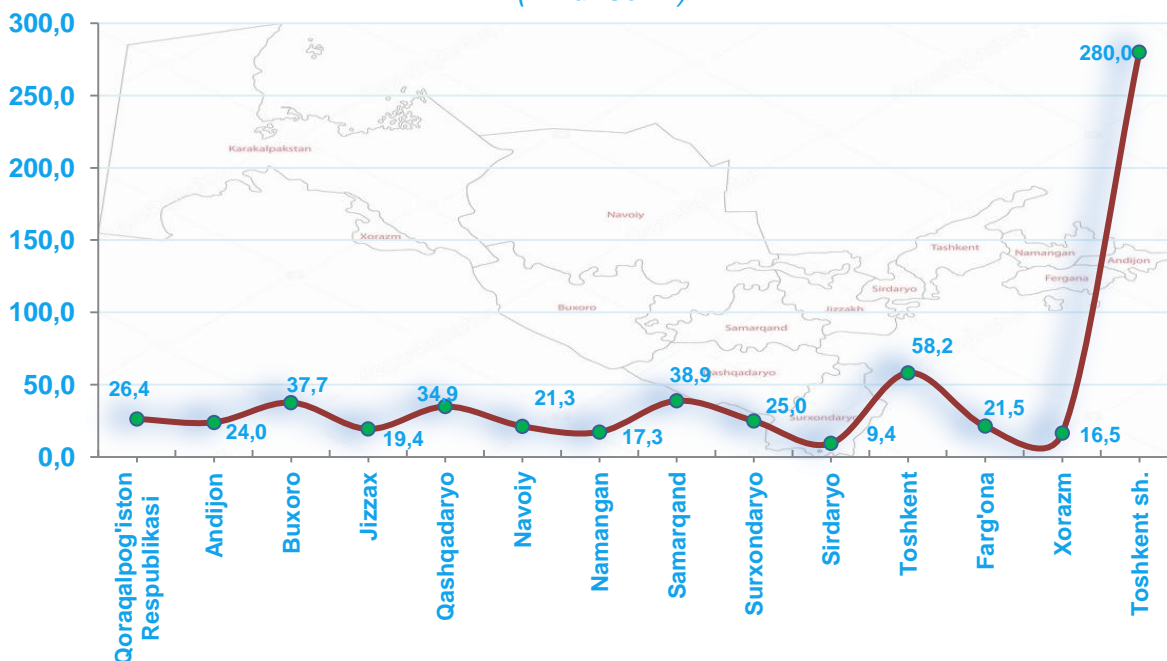 300,0
250,0
200,0
150,0
100,0
50,0
0,0
280,0
Karakalpakstan
Navoiy
Xorazm
Tashkent
Namangan
Andijon
Fergana
Sirdaryo
Buxoro
Jizzakh
Samarqand
Qashqadaryo
Surxondaryo
26,4
24,0
37,7
19,4
34,9
21,3
17,3
38,9
25,0
9,4
58,2
21,5
16,5
Qoraqalpog'iston
Respublikasi
Andijon
Buxoro
Jizzax
Qashqadaryo
Navoiy
Namangan
Samarqand
Surxondaryo
Sirdaryo
Toshkent
Farg'ona
Xorazm
Toshkent sh.